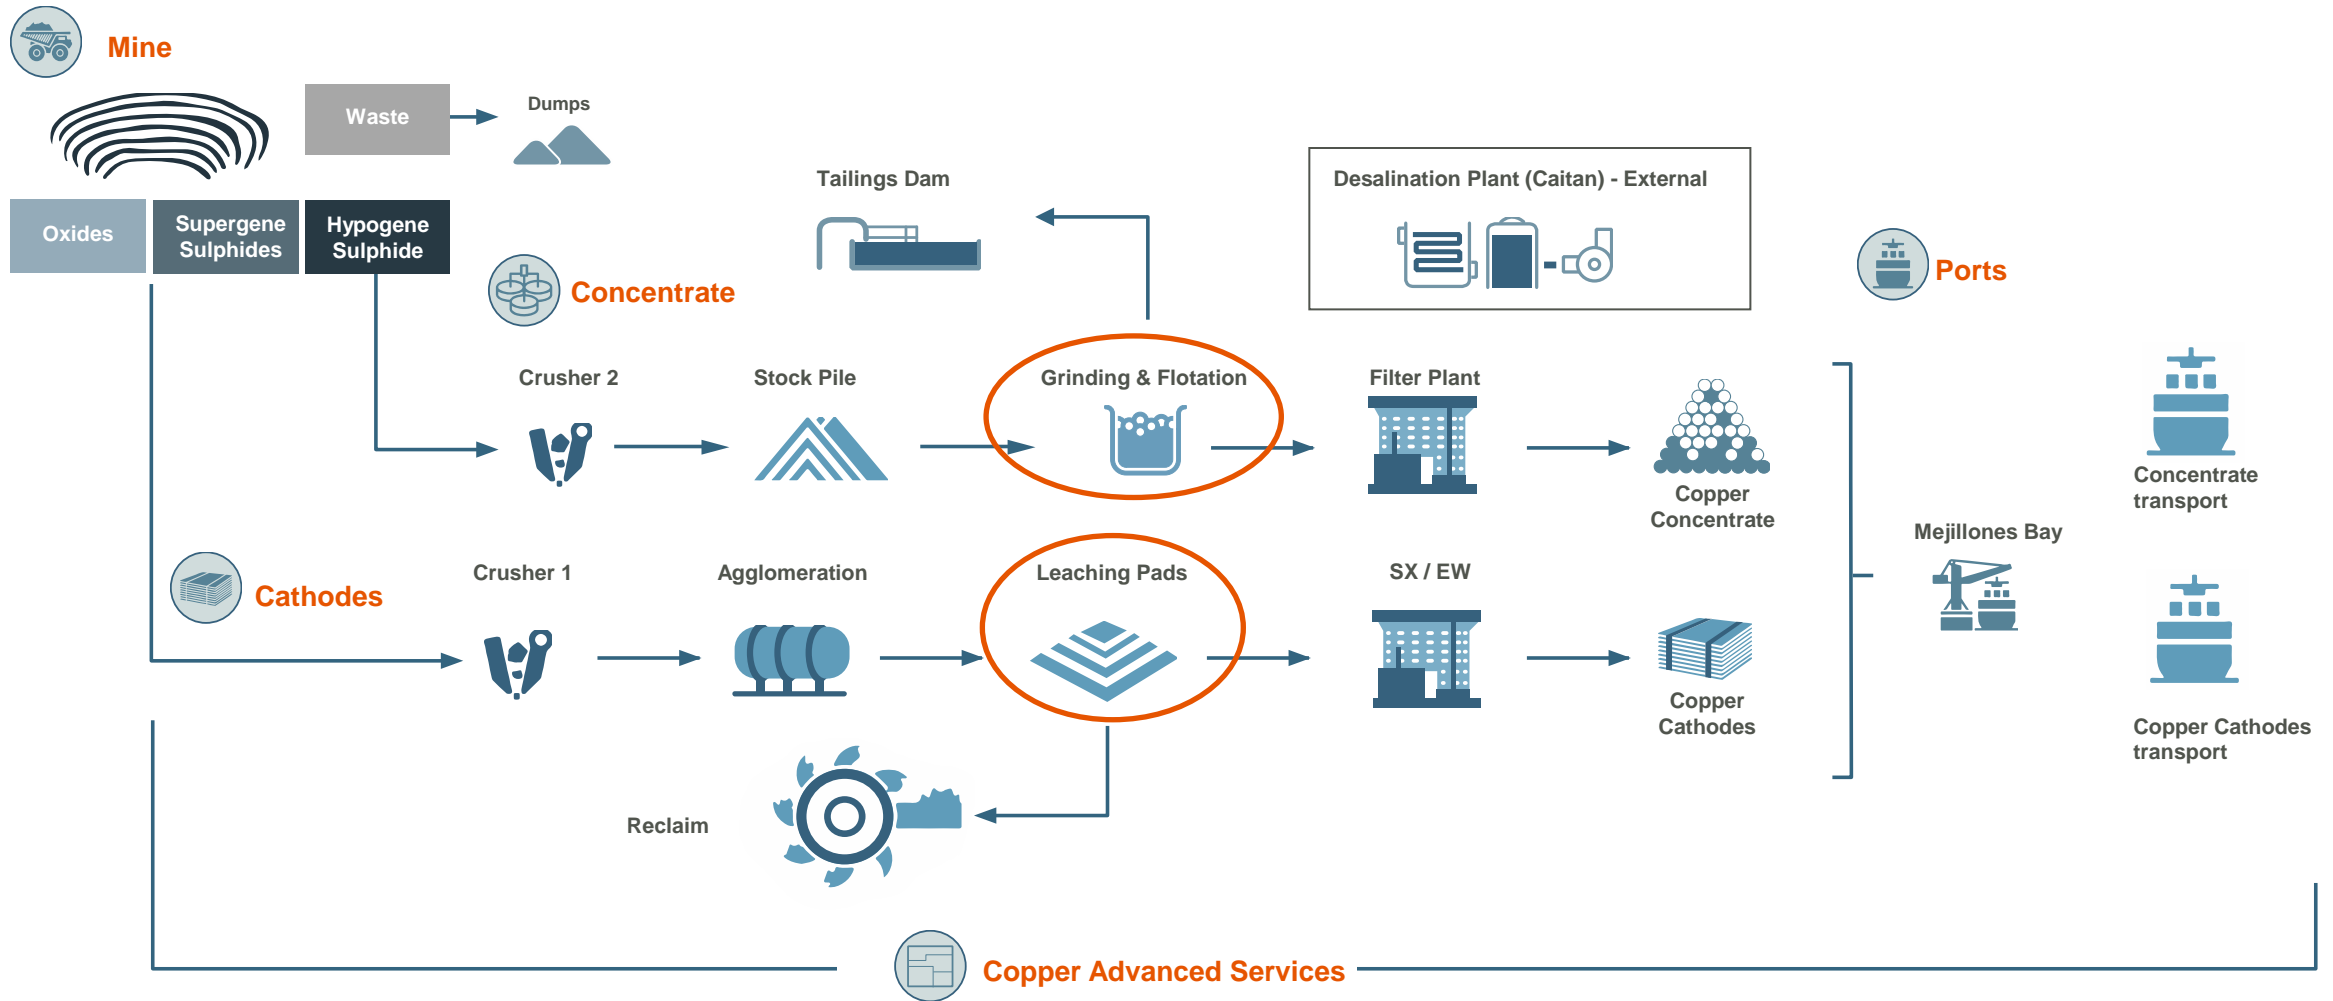 Mine
Waste
Dumps
Oxides
Supergene
Sulphides
Hypogene
Sulphide
Tailings Dam
Desalination Plant (Caitan) - External
Concentrate
Ports
Crusher 2
Stock Pile
Grinding & Flotation
Filter Plant
Copper
Concentrate
Concentrate
transport
Mejillones Bay
Cathodes
Crusher 1
Agglomeration
Leaching Pads
SX / EW
Copper
Cathodes
Copper Cathodes
transport
Reclaim
Copper Advanced Services